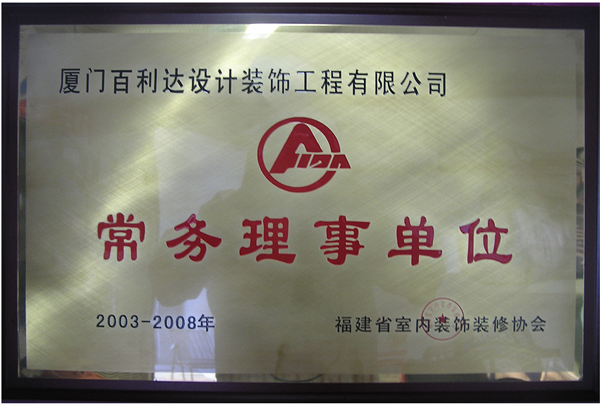 厦门百利达设计装饰工程有限公司
常务理事单位
2003-2008年
福建省室内装饰装修协会